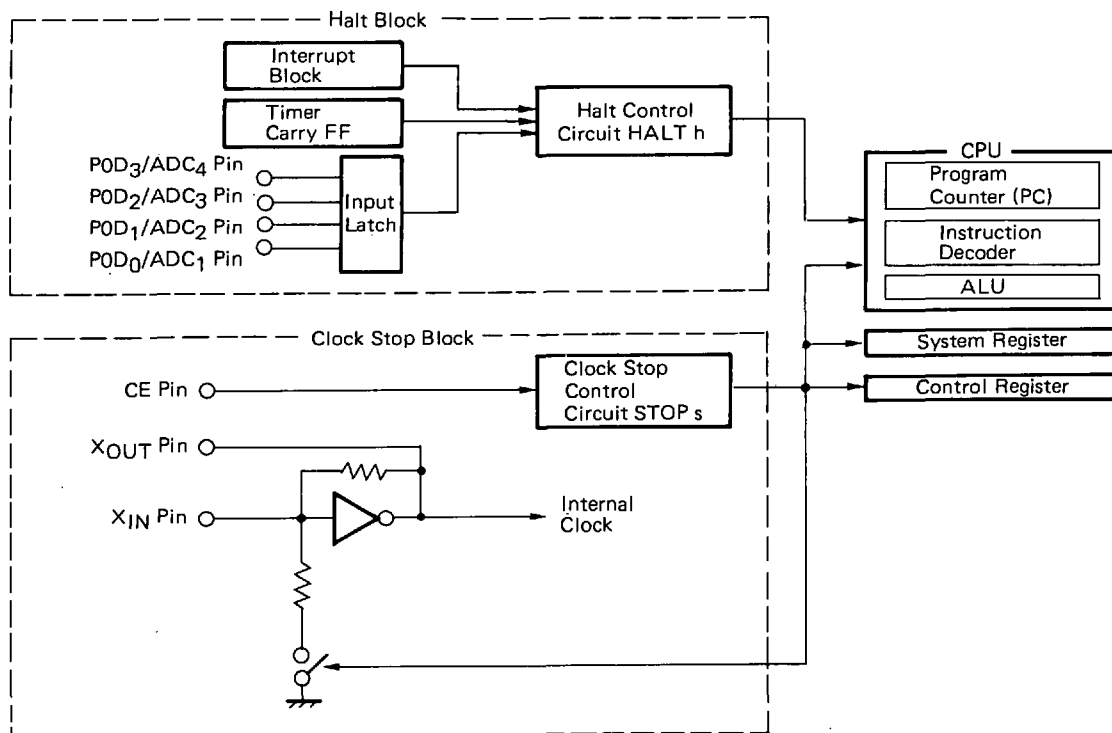 Halt Block
Interrupt
Block
Timer
Carry FF
P0D3/ADC4 Pin
P0D2/ADC3 Pin
P0D1/ADC2 Pin
P0D0/ADC1 Pin
Input
Latch
Halt Control
Circuit HALT h
CPU
Program
Counter (PC)
Instruction
Decoder
ALU
System Register
Control Register
Clock Stop Block
CE Pin
Clock Stop
Control
Circuit STOP s
XOUT Pin
XIN Pin
Internal
Clock